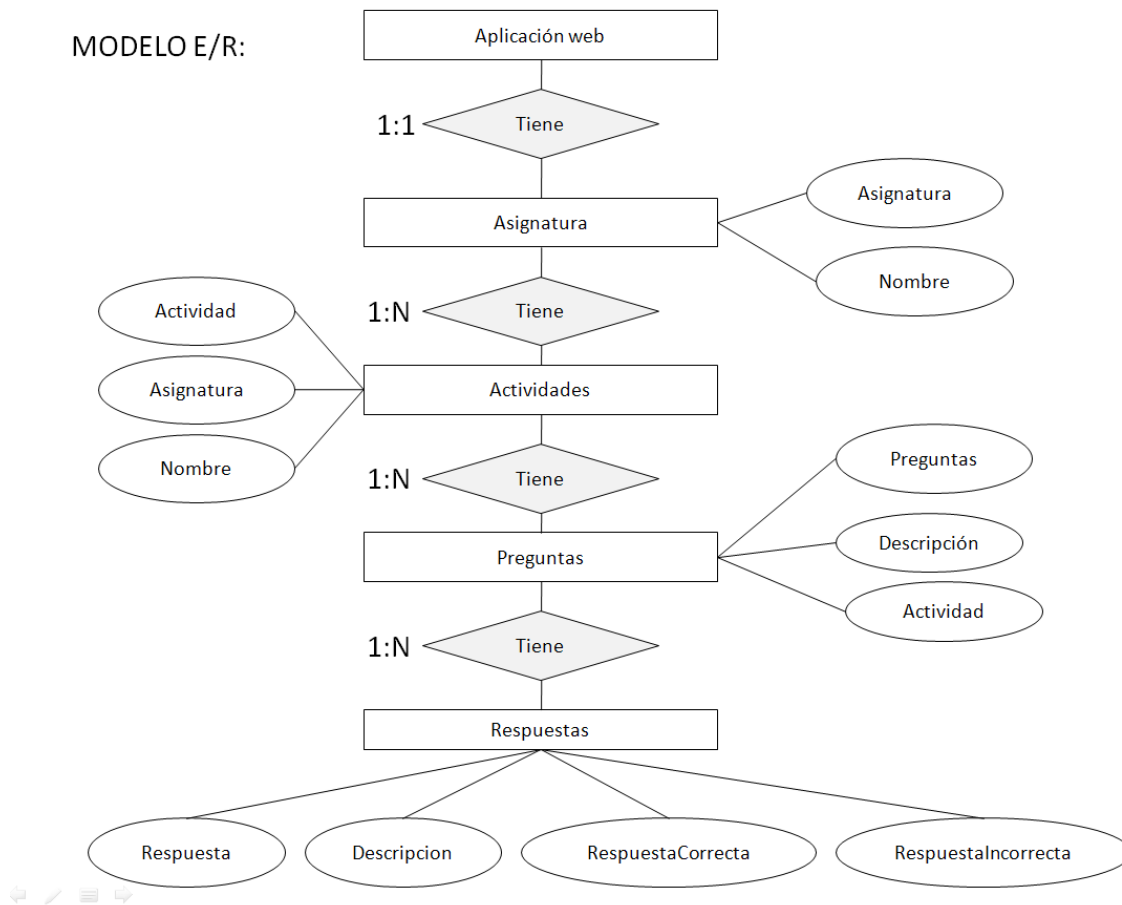 MODELO E/R:
Aplicación web
1:1
Tiene
Asignatura
Asignatura
Nombre
1:N
Tiene
Actividad
Asignatura
Nombre
Actividades
1:N
Tiene
Preguntas
Descripción
Actividad
Preguntas
1:N
Tiene
Respuestas
Respuesta
Descripcion
RespuestaCorrecta
RespuestaIncorrecta